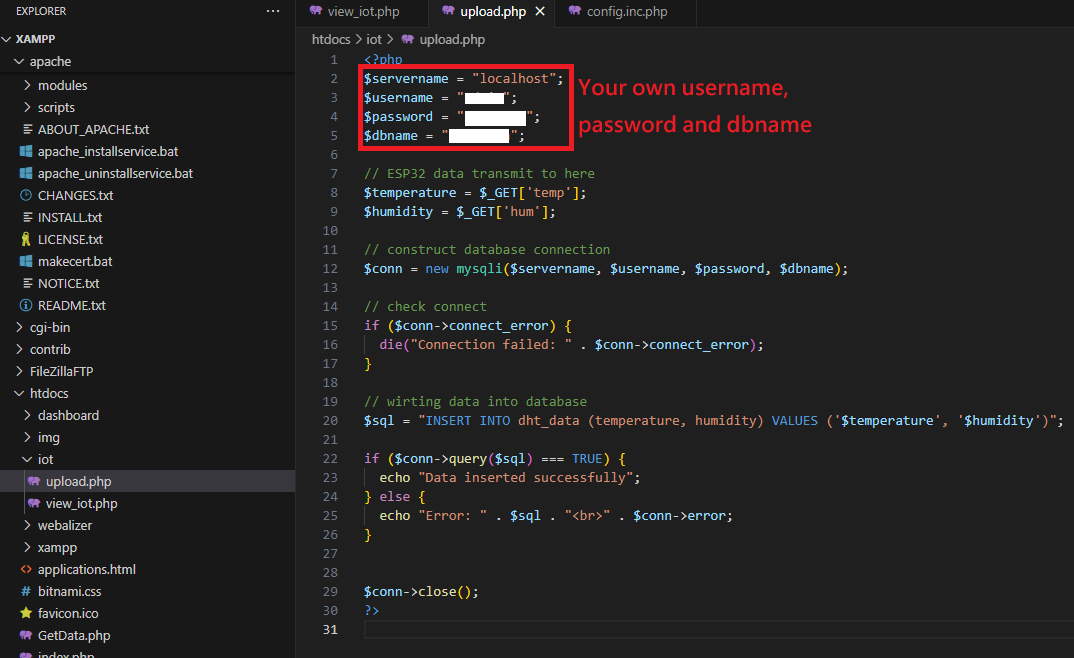 EXPLORER
···
XAMPP
apache
modules
scripts
ABOUT_APACHE.txt
apache_installservice.bat
apache_uninstallservice.bat
CHANGES.txt
INSTALL.txt
LICENSE.txt
makecert.bat
NOTICE.txt
README.txt
cgi-bin
contrib
FileZillaFTP
htdocs
dashboard
img
iot
upload.php
view_iot.php
webalizer
xampp
applications.html
bitnami.css
favicon.ico
GetData.php
index.php
view_iot.php upload.php × config.inc.php
htdocs > iot > upload.php
1 <?php
2 $servername = "localhost";
3 $username = "";
4 $password = "";
5 $dbname = "";
Your own username,
password and dbname
6
7 // ESP32 data transmit to here
8 $temperature = $_GET['temp'];
9 $humidity = $_GET['hum'];
10
11 // construct database connection
12 $conn = new mysqli($servername, $username, $password, $dbname);
13
14 // check connect
15 if ($conn->connect_error) {
16 die("Connection failed: " . $conn->connect_error);
17 }
18
19 // wirting data into database
20 $sql = "INSERT INTO dht_data (temperature, humidity) VALUES ('$temperature', '$humidity')";
21
22 if ($conn->query($sql) === TRUE) {
23 echo "Data inserted successfully";
24 } else {
25 echo "Error: " . $sql . "<br>" . $conn->error;
26 }
27
28
29 $conn->close();
30 ?>
31